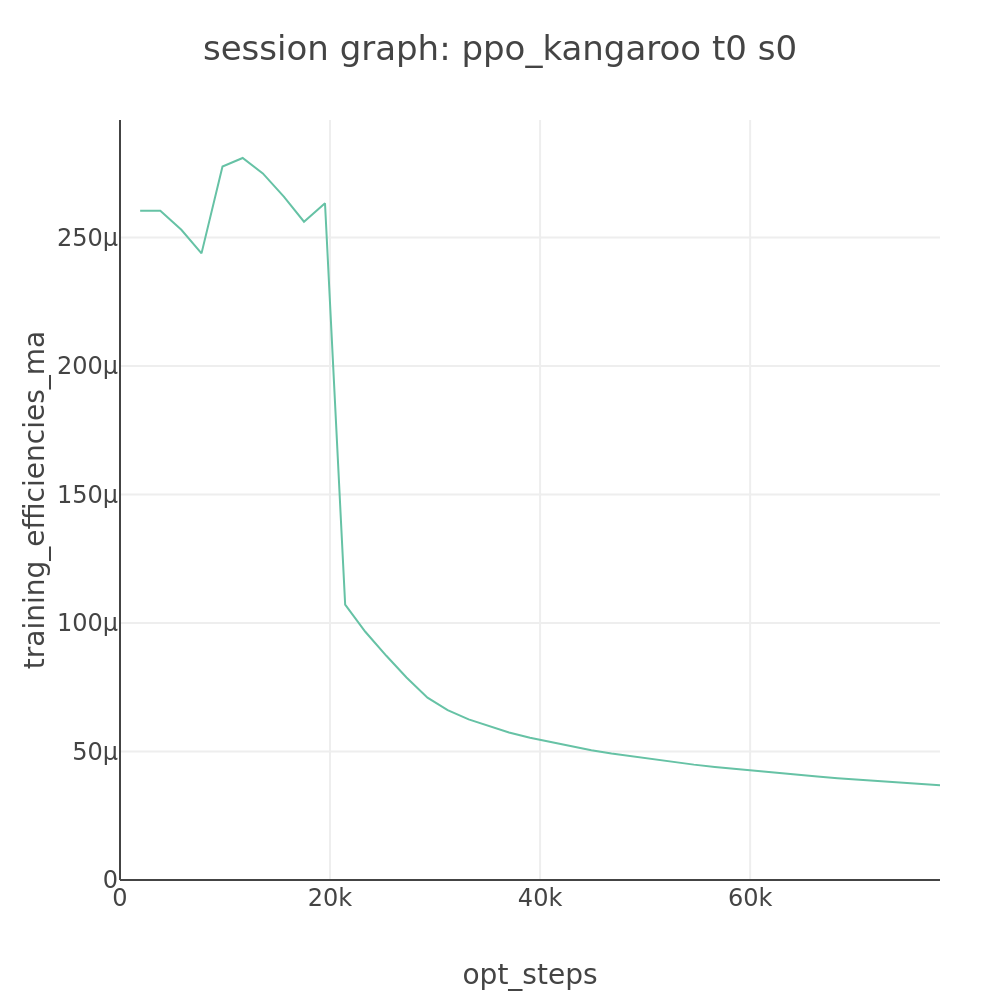 session graph: ppo_kangaroo t0 s0
training_efficiencies_ma
250μ
200μ
150μ
100μ
50μ
0
0
20k
40k
60k
opt_steps